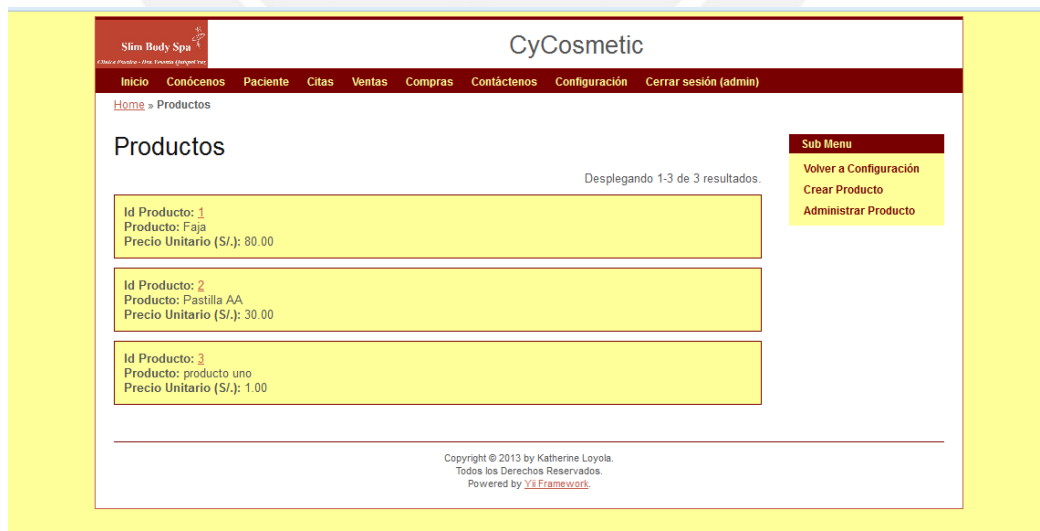 Slim Body Spa
CyCosmetic
Inicio Conócenos Paciente Citas Ventas Compras Contáctenos Configuración Cerrar sesión (admin)
Home » Productos
Productos
Desplegando 1-3 de 3 resultados.
Id Producto: 1
Producto: Faja
Precio Unitario (S/.): 80.00
Id Producto: 2
Producto: Pastilla AA
Precio Unitario (S/.): 30.00
Id Producto: 3
Producto: producto uno
Precio Unitario (S/.): 1.00
Sub Menu
Volver a Configuración
Crear Producto
Administrar Producto
Copyright © 2013 by Katherine Loyola.
Todos los Derechos Reservados.
Powered by Yii Framework.